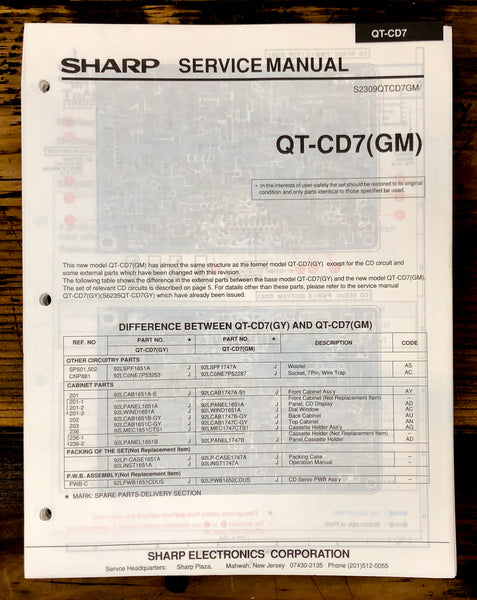 QT-CD7
SHARP SERVICE MANUAL
S2309QTCD7GM/
QT-CD7(GM)
• In the interests of user-safety the set should be restored to its original
condition and only parts identical to those specified be used.
This new model QT-CD7(GM) has almost the same structure as the former model QT-CD7(GY) except for the CD circuit and
some external parts which have been changed with this revision.
The following table shows the difference in the external parts between the base model QT-CD7(GY) and the new model QT-CD7(GM).
The set of relevant CD circuits is described on page 5. For datails other than these parts, please refer to the service manual
QT-CD7(GY)(S6235QT-CD7GY) which have already been issued.
DIFFERENCE BETWEEN QT-CD7(GY) AND QT-CD7(GM)
REF. NO PART NO. ★ PART NO. ★ DESCRIPTION CODE
QT-CD7(GY) QT-CD7(GM)
OTHER CIRCUITRY PARTS
SP501,502 92LSPF1651A J 92LSPF1747A J Woofer AS
CNP881 92LC6NE7P53253 J 92LC6NE7P52287 J Socket, 7Pin, Wire Trap AC
CABINET PARTS
201 92LCAB1651A-S J 92LCAB1747A-S1 J Front Cabinet Ass'y AY
201-1 Front Cabinet (Not Replacement Item) –
201-2 92LPANEL1651A J 92LPANEL1747A J Panel, CD Display AD
201-3 92LWIND1651A J 92LWIND1651A J Dial Window AC
202 92LCAB1651B-GY J 92LCAB1747B-GY J Back Cabinet AU
203 92LCAB1651C-GY J 92LCAB1747C-GY J Top Cabinet AN
236 92LMEC1651CTS1 J 92LMEC1747CTS1 J Cassette Holder Ass'y AG
236-1 Cassette Holder (Not Replacement Item) –
236-2 92LPANEL1651B J 92LPANEL1747B J Panel,Cassette Holder AD
PACKING OF THE SET(Not Replacement Item)
92LP-CASE1651A J 92LP-CASE1747A J Packing Case –
92LINST1651A J 92LINST1747A J Operation Manual –
P.W.B. ASSEMBLY(Not Replacement Item)
PWB-C 92LPWB1651CDUS J 92LPWB1652CDUS J CD Servo PWB Ass'y –
★ MARK: SPARE PARTS-DELIVERY SECTION
SHARP ELECTRONICS CORPORATION
Servce Headquarters: Sharp Plaza, Mahwah, New Jersey 07430-2135 Phone (201)512-0055